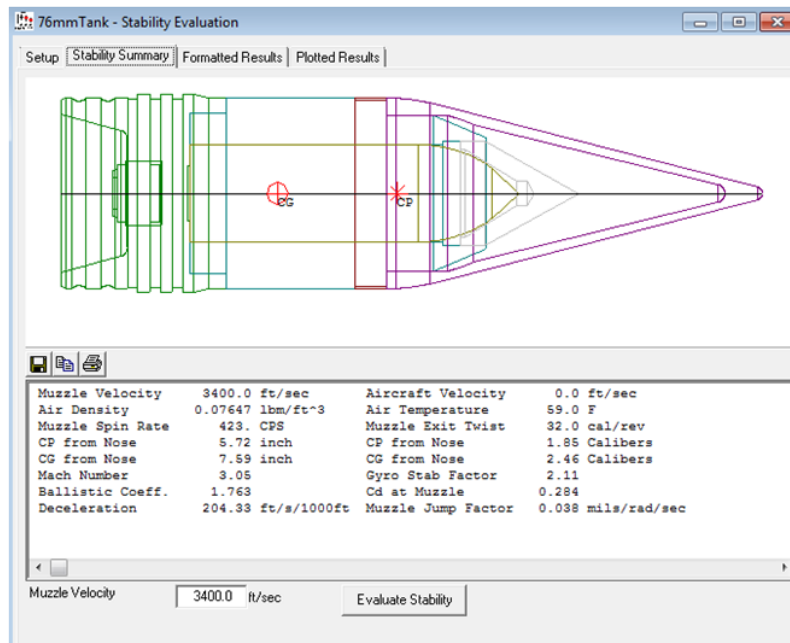 76mmTank - Stability Evaluation
Setup Stability Summary Formatted Results Plotted Results
CG CP
Muzzle Velocity 3400.0 ft/sec Aircraft Velocity 0.0 ft/sec
Air Density 0.07647 lbm/ft^3 Air Temperature 59.0 F
Muzzle Spin Rate 423. CPS Muzzle Exit Twist 32.0 cal/rev
CP from Nose 5.72 inch CP from Nose 1.85 Calibers
CG from Nose 7.59 inch CG from Nose 2.46 Calibers
Mach Number 3.05 Gyro Stab Factor 2.11
Ballistic Coeff. 1.763 Cd at Muzzle 0.284
Deceleration 204.33 ft/s/1000ft Muzzle Jump Factor 0.038 mils/rad/sec
Muzzle Velocity 3400.0 ft/sec Evaluate Stability